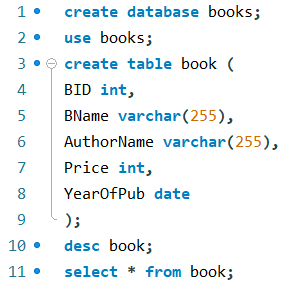 1 create database books;
2 use books;
3 create table book (
4 BID int,
5 BName varchar(255),
6 AuthorName varchar(255),
7 Price int,
8 YearOfPub date
9 );
10 desc book;
11 select * from book;